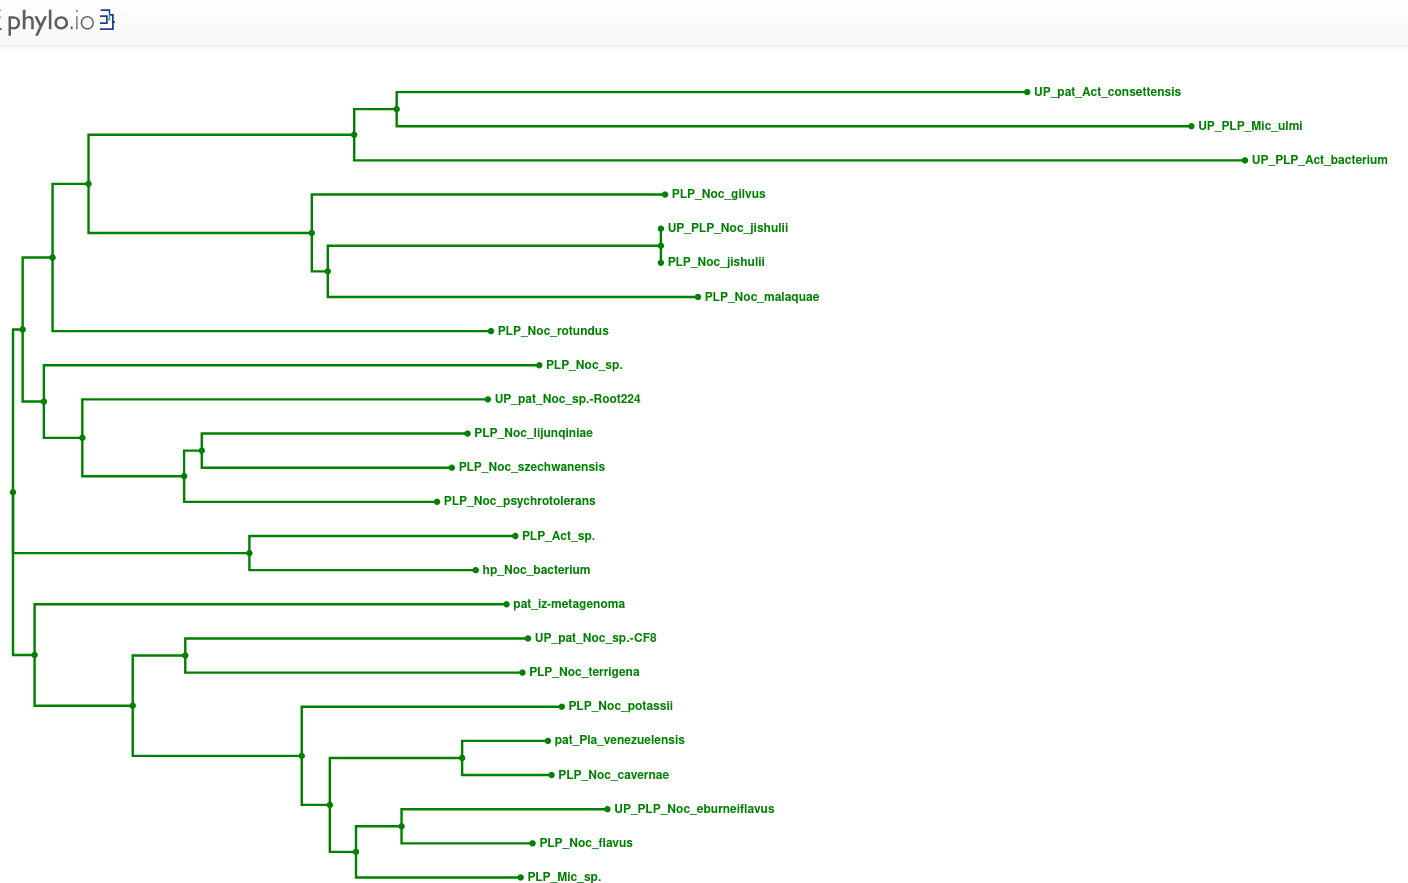 phylo.io
UP_pat_Act_consettensis
UP_PLP_Mic_ulmi
UP_PLP_Act_bacterium
PLP_Noc_gilvus
UP_PLP_Noc_jishulii
PLP_Noc_jishulii
PLP_Noc_malaquae
PLP_Noc_rotundus
PLP_Noc_sp.
UP_pat_Noc_sp.-Root224
PLP_Noc_lijunqiniae
PLP_Noc_szechwanensis
PLP_Noc_psychrotolerans
PLP_Act_sp.
hp_Noc_bacterium
pat_iz-metagenoma
UP_pat_Noc_sp.-CF8
PLP_Noc_terrigena
PLP_Noc_potassii
pat_Pla_venezuelensis
PLP_Noc_cavernae
UP_PLP_Noc_eburneiflavus
PLP_Noc_flavus
PLP_Mic_sp.